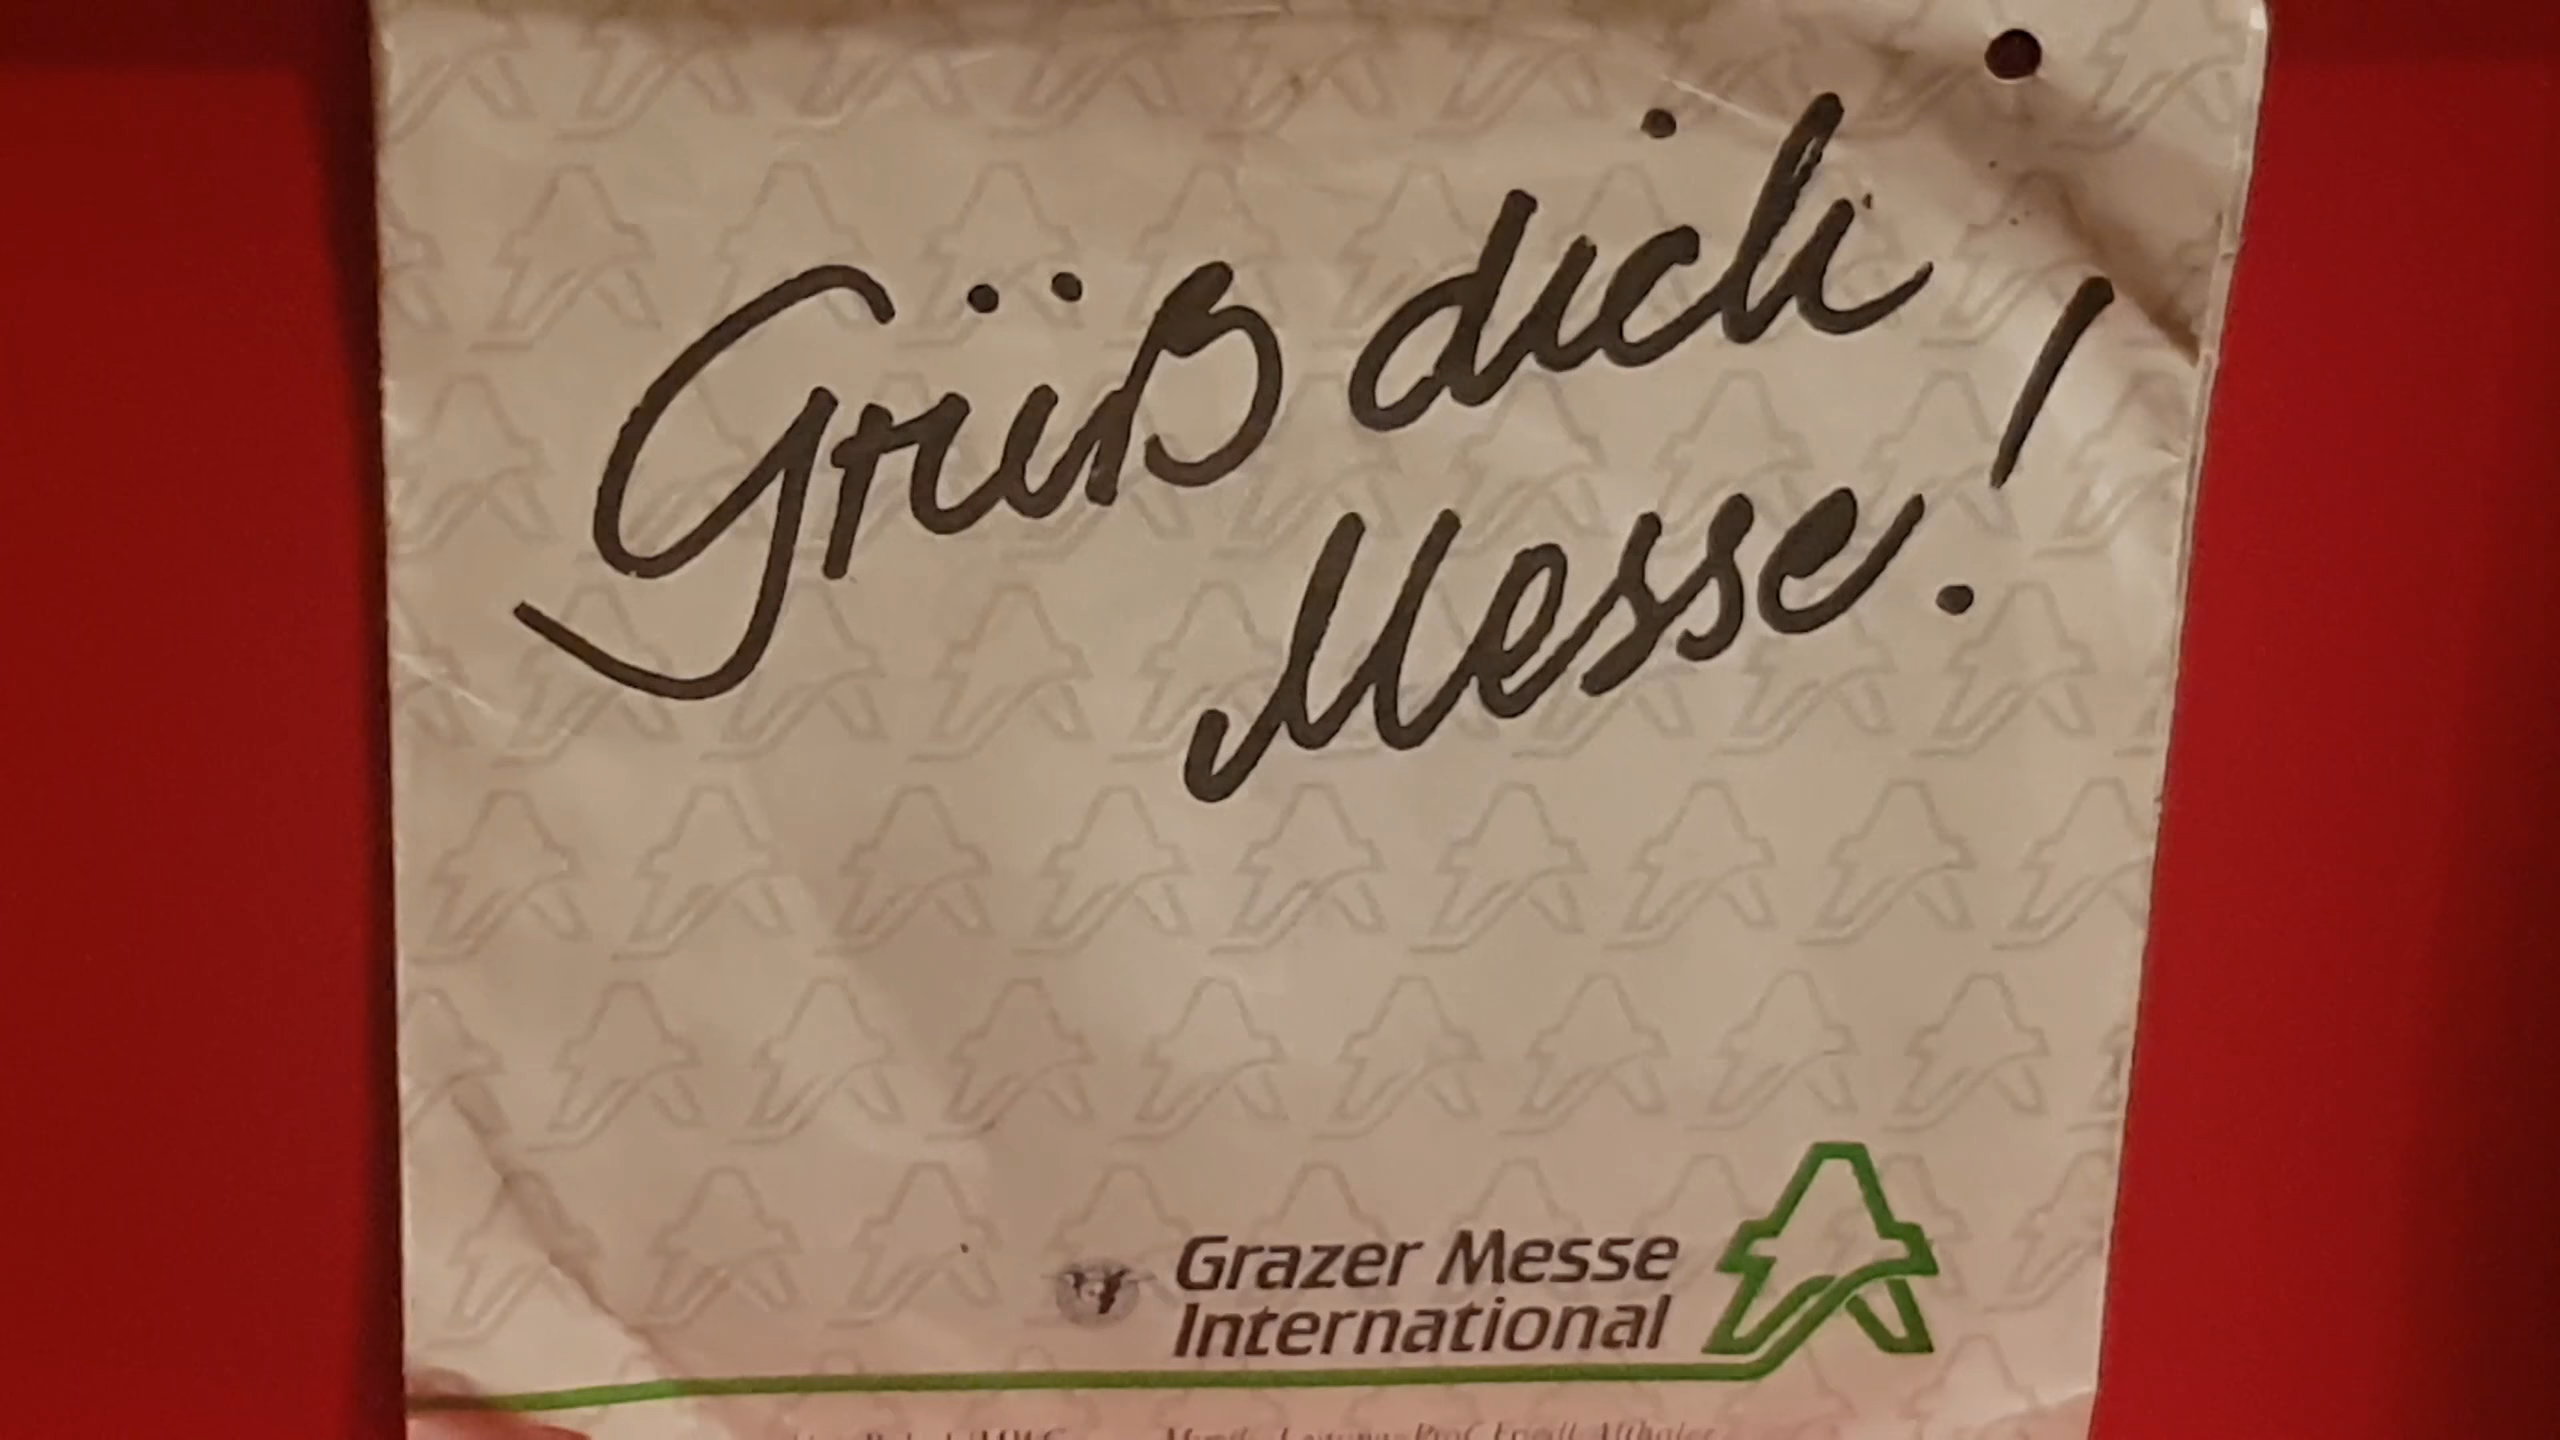 Grüß dich
Messe!
Grazer Messe
International